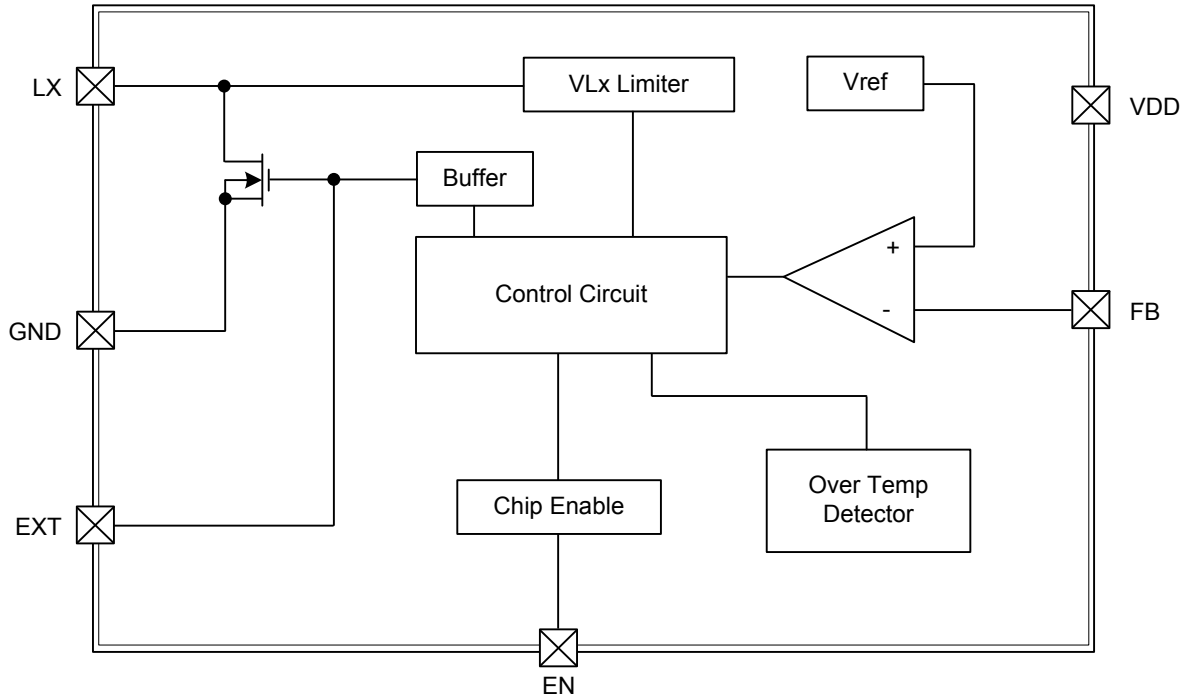 LX
VLx Limiter
Vref
VDD
Buffer
+
Control Circuit
-
FB
GND
Chip Enable
Over Temp
Detector
EXT
EN